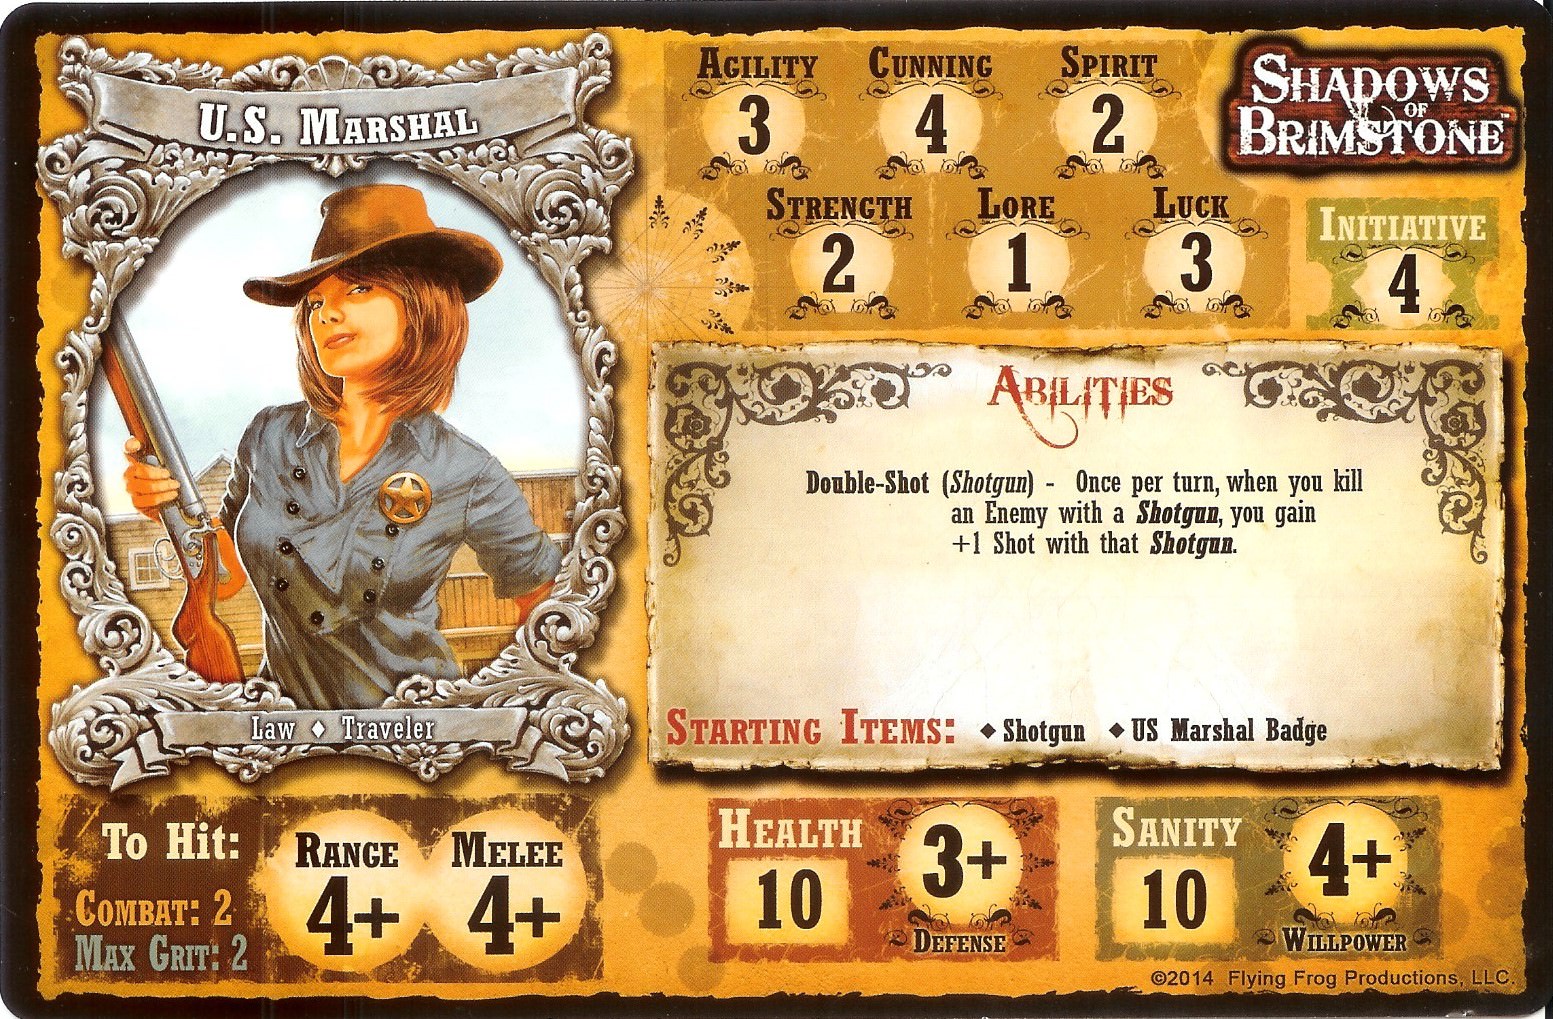 U.S. Marshal
Law ♦ Traveler
To Hit:
Combat: 2
Max Grit: 2
Range
4+
Melee
4+
Agility
3
Cunning
4
Spirit
2
Shadows
of
Brimstone™
Strength
2
Lore
1
Luck
3
Initiative
4
Abilities
Double-Shot (Shotgun) - Once per turn, when you kill
an Enemy with a Shotgun, you gain
+1 Shot with that Shotgun.
Starting Items: ♦ Shotgun ♦ US Marshal Badge
Health
10
3+
Defense
Sanity
10
4+
Willpower
©2014 Flying Frog Productions, LLC.